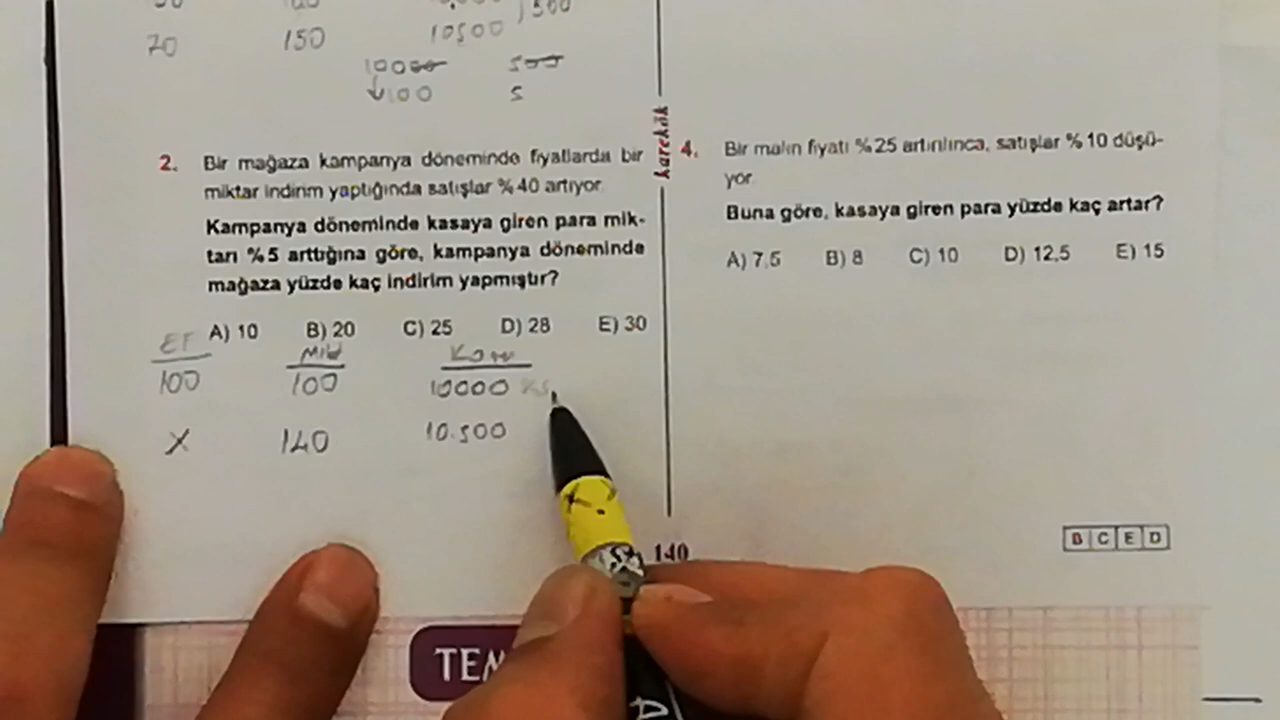 70 150 10500 ) 500
10000 500
↓100 5
2. Bir mağaza kampanya döneminde fiyatlarda bir
miktar indirim yaptığında satışlar %40 artıyor.
Kampanya döneminde kasaya giren para mik-
tarı %5 arttığına göre, kampanya döneminde
mağaza yüzde kaç indirim yapmıştır?
A) 10 B) 20 C) 25 D) 28 E) 30
EF
100 100 10000 %5
X 140 10.500
karekök
4. Bir malın fiyatı %25 artırılınca, satışlar %10 düşü-
yor.
Buna göre, kasaya giren para yüzde kaç artar?
A) 7,5 B) 8 C) 10 D) 12,5 E) 15
B C E D
140
TEM